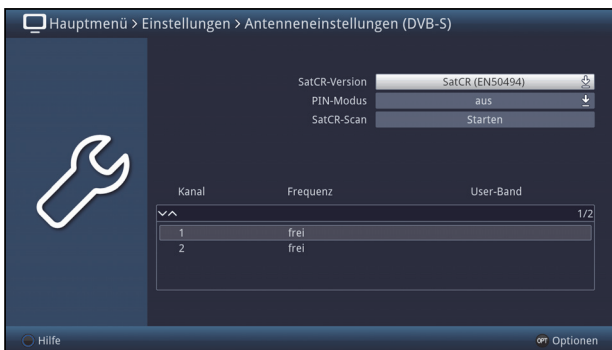 Hauptmenü > Einstellungen > Antenneneinstellungen (DVB-S)
SatCR-Version SatCR (EN50494)
PIN-Modus aus
SatCR-Scan Starten
Kanal Frequenz User-Band
1/2
1 frei
2 frei
Hilfe OPT Optionen